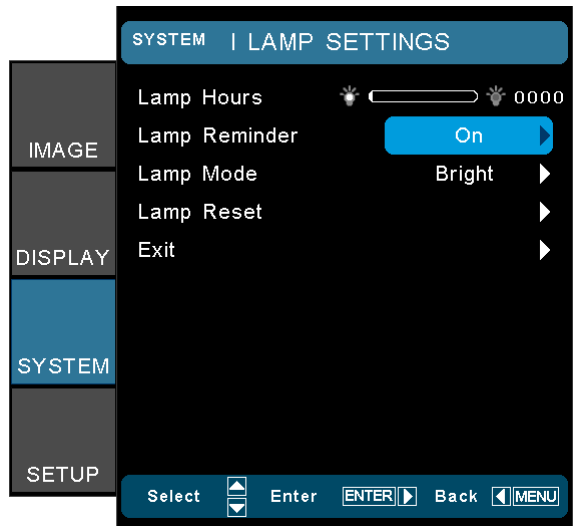 SYSTEM | LAMP SETTINGS
Lamp Hours 0000
Lamp Reminder On
Lamp Mode Bright
Lamp Reset
Exit
IMAGE
DISPLAY
SYSTEM
SETUP
Select Enter ENTER Back MENU